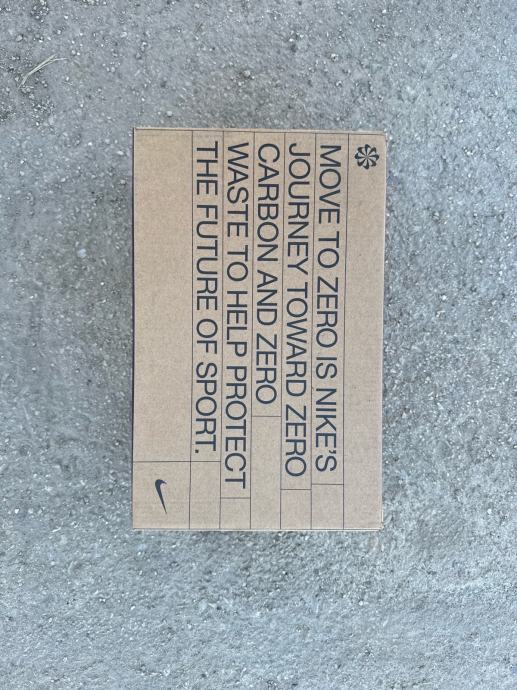 MOVE TO ZERO IS NIKE'S
JOURNEY TOWARD ZERO
CARBON AND ZERO
WASTE TO HELP PROTECT
THE FUTURE OF SPORT.